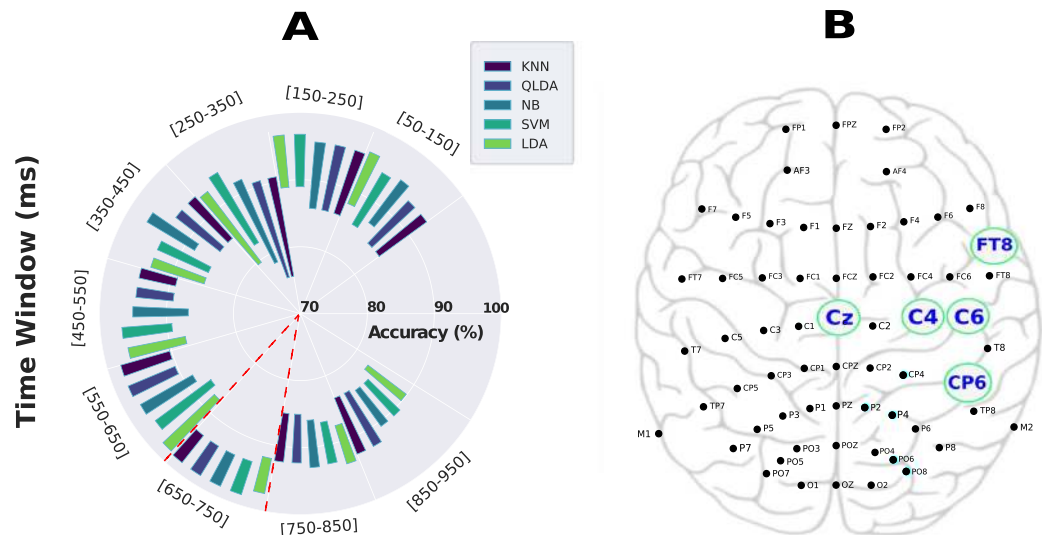 A
B
KNN
QLDA
NB
SVM
LDA
[150-250]
[250-350]
[50-150]
[350-450]
[450-550]
[550-650]
[650-750]
[750-850]
[850-950]
Time Window (ms)
70 80 90 100
Accuracy (%)
FP1 FPZ FP2
AF3 AF4
F7 F5 F3 F1 FZ F2 F4 F6 F8
FT8
FT7 FC5 FC3 FC1 FCZ FC2 FC4 FC6 FT8
T7 C5 C3 C1 Cz C2 C4 C6 T8
TP7 CP5 CP3 CP1 CPZ CP2 CP4 CP6 TP8
M1 P7 P5 P3 P1 PZ P2 P4 P6 P8 M2
PO7 PO5 PO3 POZ PO4 PO6 PO8
O1 OZ O2